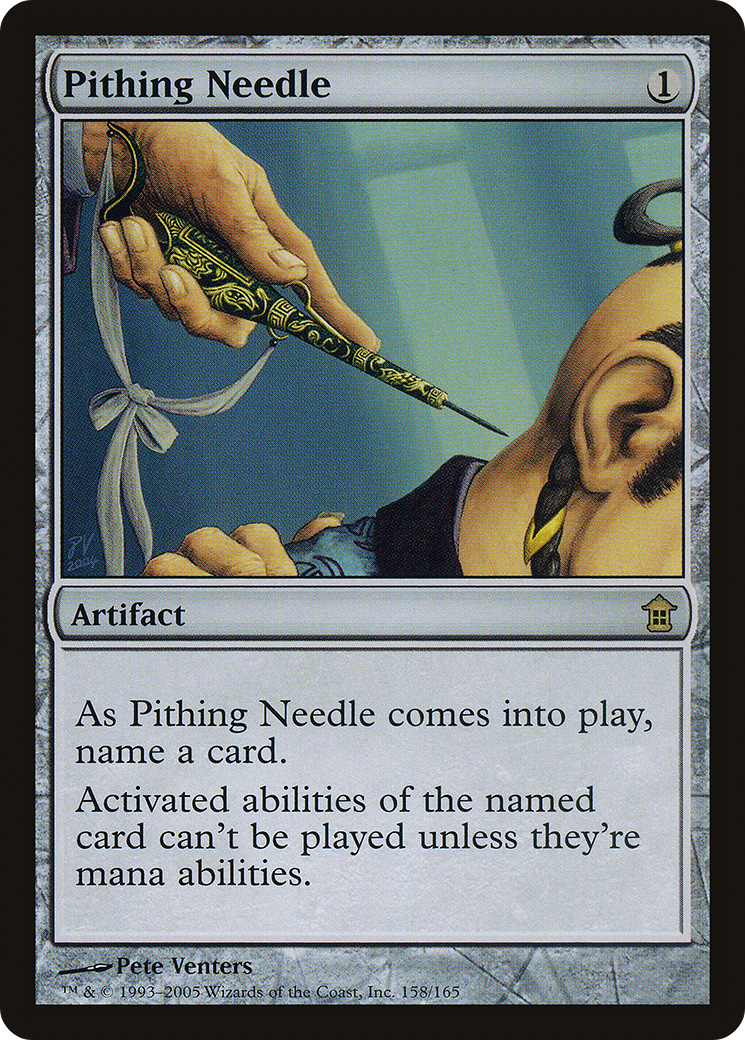 Pithing Needle 1
PV
2004
Artifact
As Pithing Needle comes into play,
name a card.
Activated abilities of the named
card can't be played unless they're
mana abilities.
Pete Venters
™ & © 1993–2005 Wizards of the Coast, Inc. 158/165